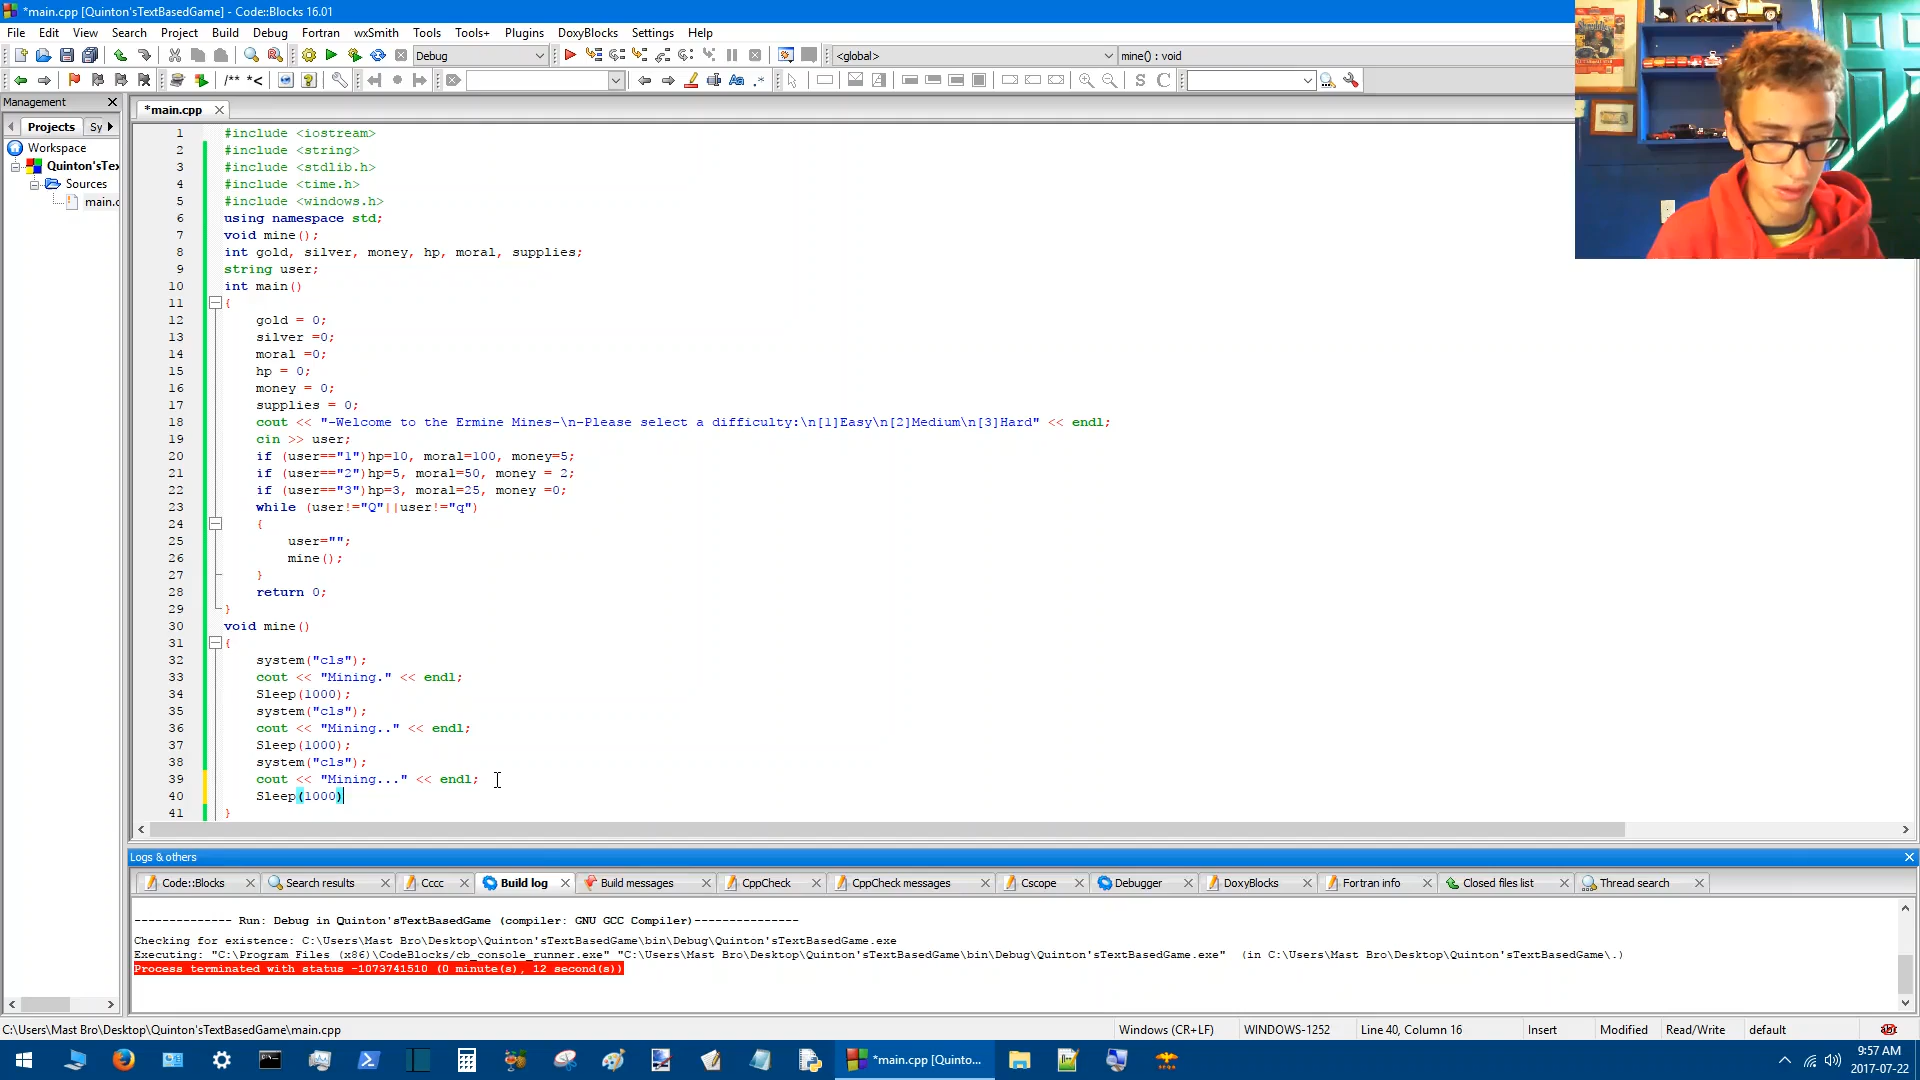 *main.cpp [Quinton'sTextBasedGame] - Code::Blocks 16.01
File Edit View Search Project Build Debug Fortran wxSmith Tools Tools+ Plugins DoxyBlocks Settings Help
Debug <global> mine() : void
/** *< Aa .* S C
Management
Projects Sy
*main.cpp
Workspace
Quinton'sTex
Sources
main.c
1 #include <iostream>
2 #include <string>
3 #include <stdlib.h>
4 #include <time.h>
5 #include <windows.h>
6 using namespace std;
7 void mine();
8 int gold, silver, money, hp, moral, supplies;
9 string user;
10 int main()
11 {
12 gold = 0;
13 silver =0;
14 moral =0;
15 hp = 0;
16 money = 0;
17 supplies = 0;
18 cout << "-Welcome to the Ermine Mines-\n-Please select a difficulty:\n[1]Easy\n[2]Medium\n[3]Hard" << endl;
19 cin >> user;
20 if (user=="1")hp=10, moral=100, money=5;
21 if (user=="2")hp=5, moral=50, money = 2;
22 if (user=="3")hp=3, moral=25, money =0;
23 while (user!="Q"||user!="q")
24 {
25 user="";
26 mine();
27 }
28 return 0;
29 }
30 void mine()
31 {
32 system("cls");
33 cout << "Mining." << endl;
34 Sleep(1000);
35 system("cls");
36 cout << "Mining.." << endl;
37 Sleep(1000);
38 system("cls");
39 cout << "Mining..." << endl;
40 Sleep(1000)
41 }
Logs & others
Code::Blocks Search results Cccc Build log Build messages CppCheck CppCheck messages Cscope Debugger DoxyBlocks Fortran info Closed files list Thread search
-------------- Run: Debug in Quinton'sTextBasedGame (compiler: GNU GCC Compiler)---------------
Checking for existence: C:\Users\Mast Bro\Desktop\Quinton'sTextBasedGame\bin\Debug\Quinton'sTextBasedGame.exe
Executing: "C:\Program Files (x86)\CodeBlocks/cb_console_runner.exe" "C:\Users\Mast Bro\Desktop\Quinton'sTextBasedGame\bin\Debug\Quinton'sTextBasedGame.exe"  (in C:\Users\Mast Bro\Desktop\Quinton'sTextBasedGame\.)
Process terminated with status -1073741510 (0 minute(s), 12 second(s))
C:\Users\Mast Bro\Desktop\Quinton'sTextBasedGame\main.cpp Windows (CR+LF) WINDOWS-1252 Line 40, Column 16 Insert Modified Read/Write default
*main.cpp [Quinto...
9:57 AM
2017-07-22